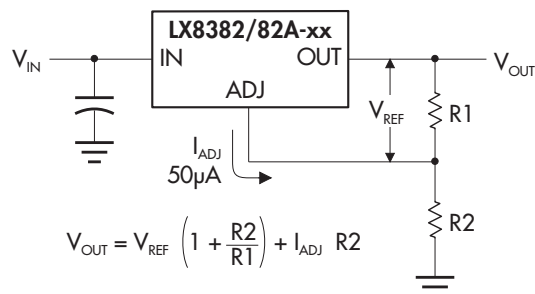 LX8382/82A-xx
V_IN
IN
OUT
V_OUT
ADJ
V_REF
R1
I_ADJ
50µA
R2
V_OUT = V_REF (1 + R2/R1) + I_ADJ R2